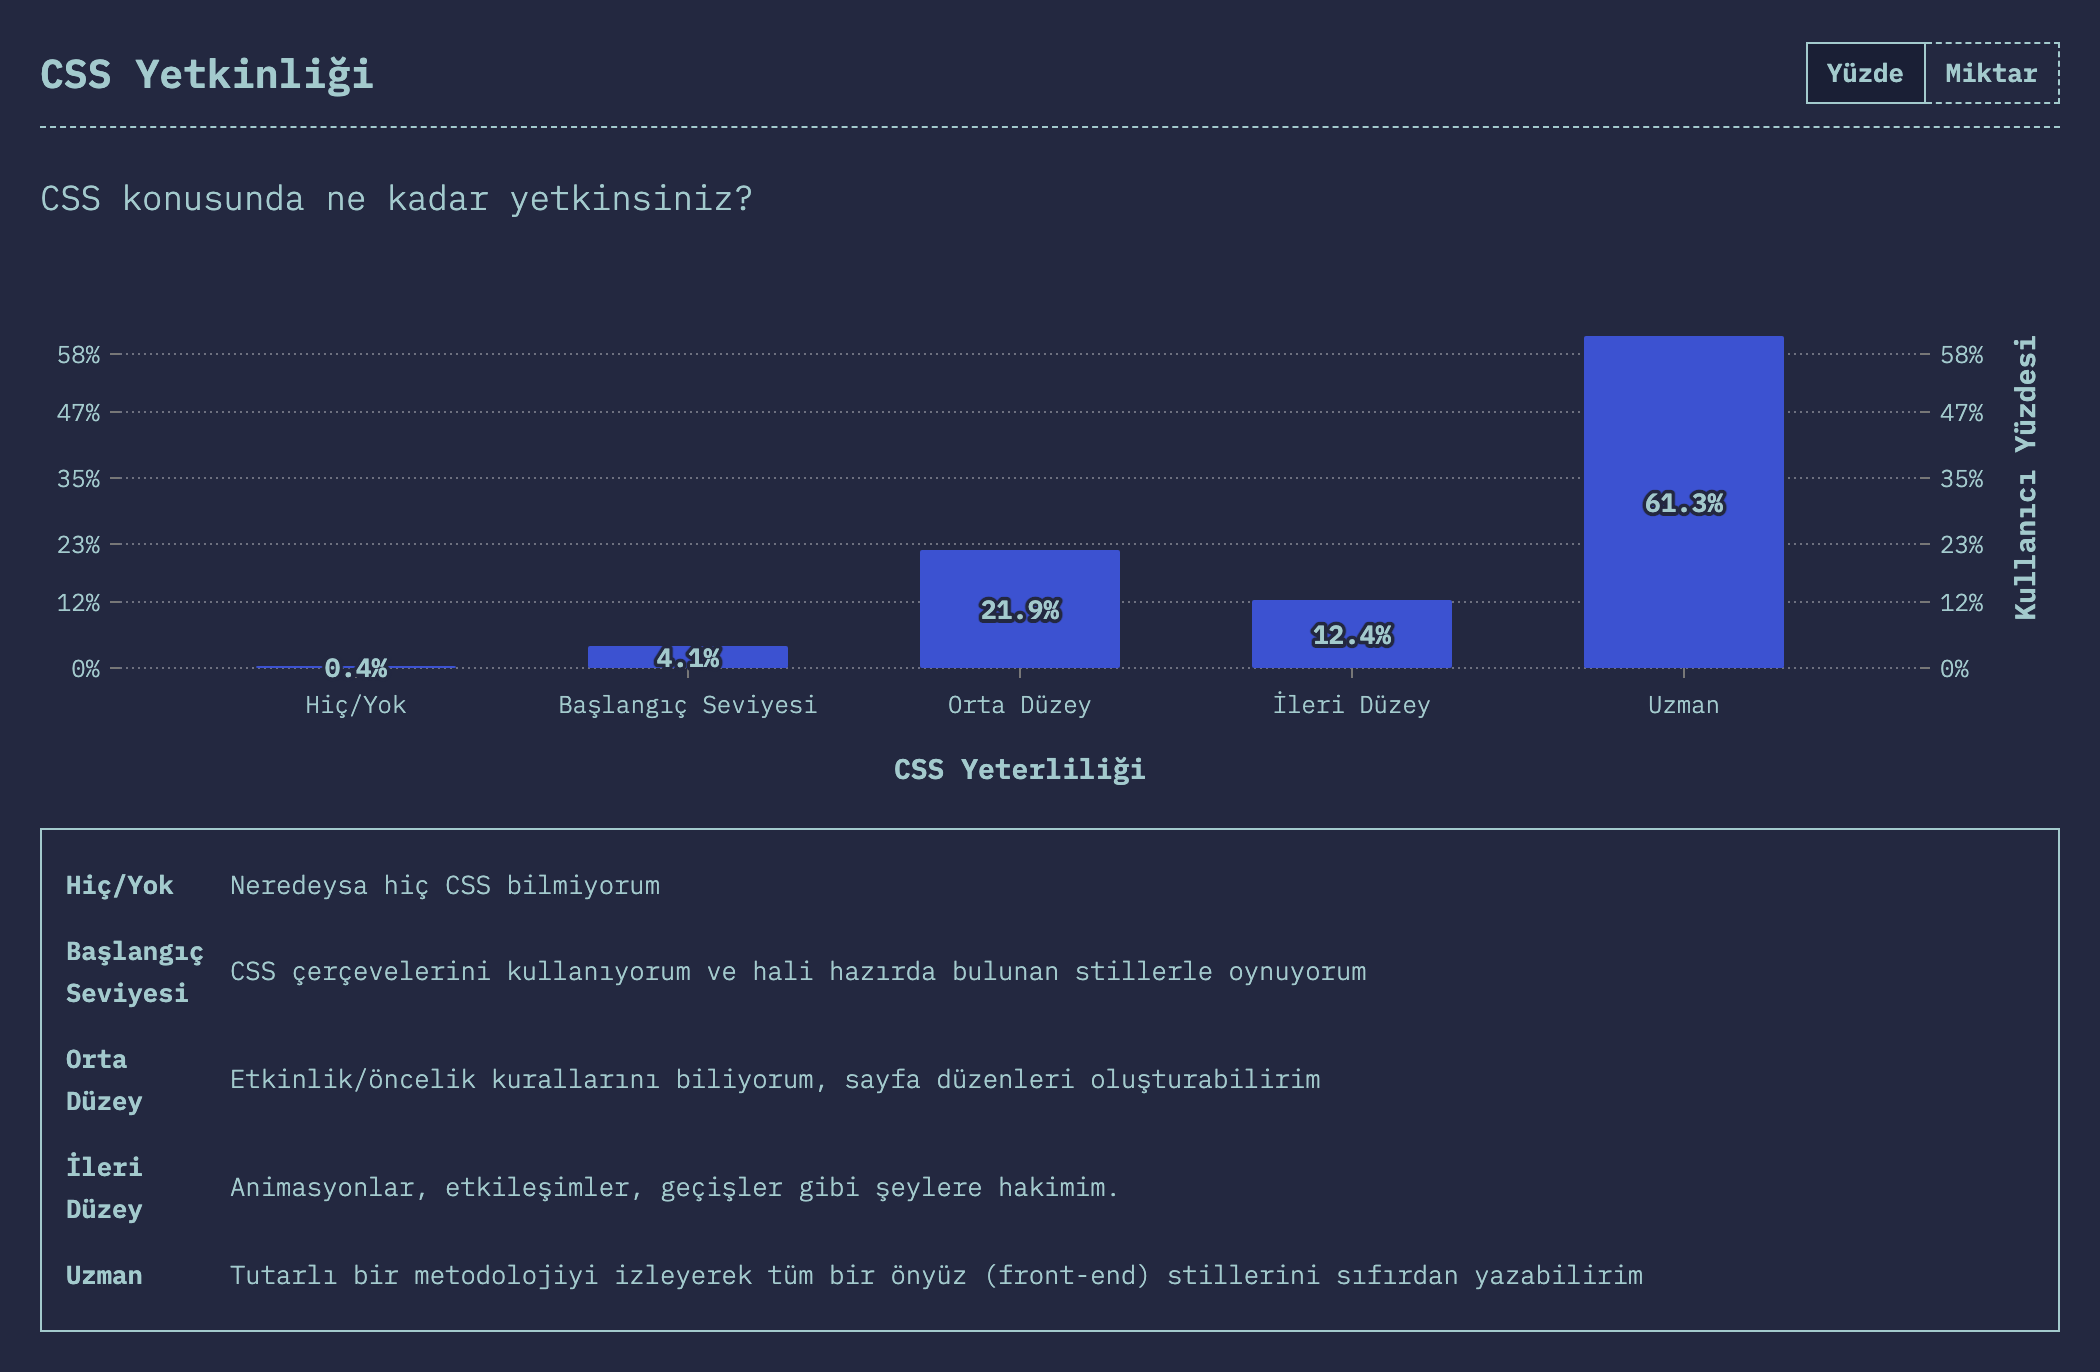 CSS Yetkinliği
Yüzde Miktar
CSS konusunda ne kadar yetkinsiniz?
58% 58%
47% 47%
35% 35%
23% 23%
12% 12%
0% 0%
Kullanıcı Yüzdesi
0.4% 4.1% 21.9% 12.4% 61.3%
Hiç/Yok Başlangıç Seviyesi Orta Düzey İleri Düzey Uzman
CSS Yeterliliği
Hiç/Yok Neredeysa hiç CSS bilmiyorum
Başlangıç
Seviyesi
CSS çerçevelerini kullanıyorum ve hali hazırda bulunan stillerle oynuyorum
Orta
Düzey
Etkinlik/öncelik kurallarını biliyorum, sayfa düzenleri oluşturabilirim
İleri
Düzey
Animasyonlar, etkileşimler, geçişler gibi şeylere hakimim.
Uzman Tutarlı bir metodolojiyi izleyerek tüm bir önyüz (front-end) stillerini sıfırdan yazabilirim